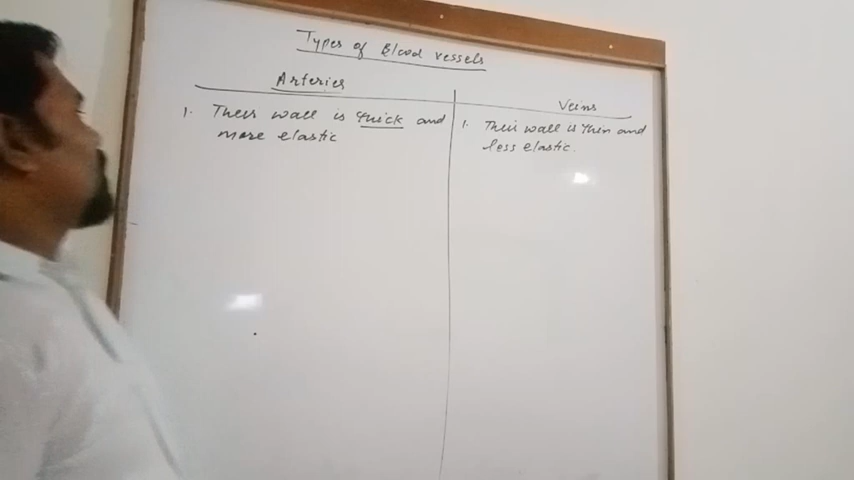 Types of Blood vessels
Arteries
1. Their wall is thick and
more elastic
Veins
1. Their wall is thin and
less elastic.